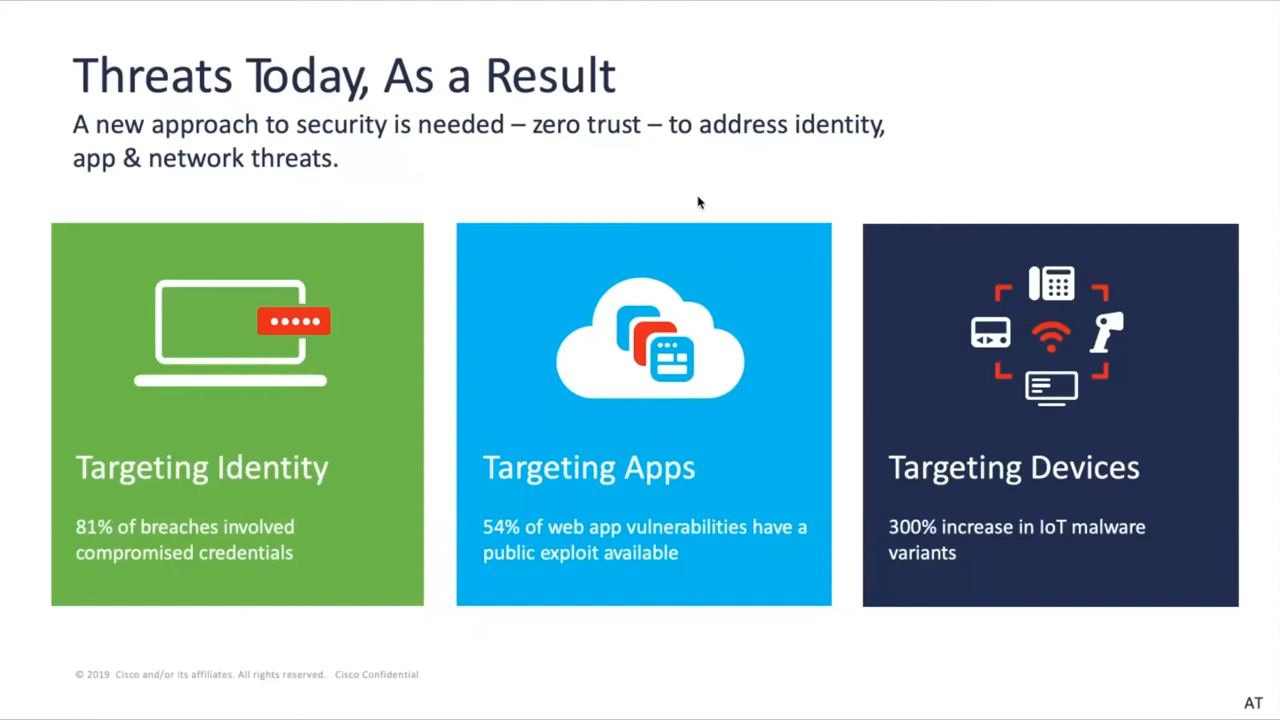 Threats Today, As a Result
A new approach to security is needed – zero trust – to address identity,
app & network threats.
Targeting Identity
81% of breaches involved
compromised credentials
Targeting Apps
54% of web app vulnerabilities have a
public exploit available
Targeting Devices
300% increase in IoT malware
variants
© 2019 Cisco and/or its affiliates. All rights reserved. Cisco Confidential
AT